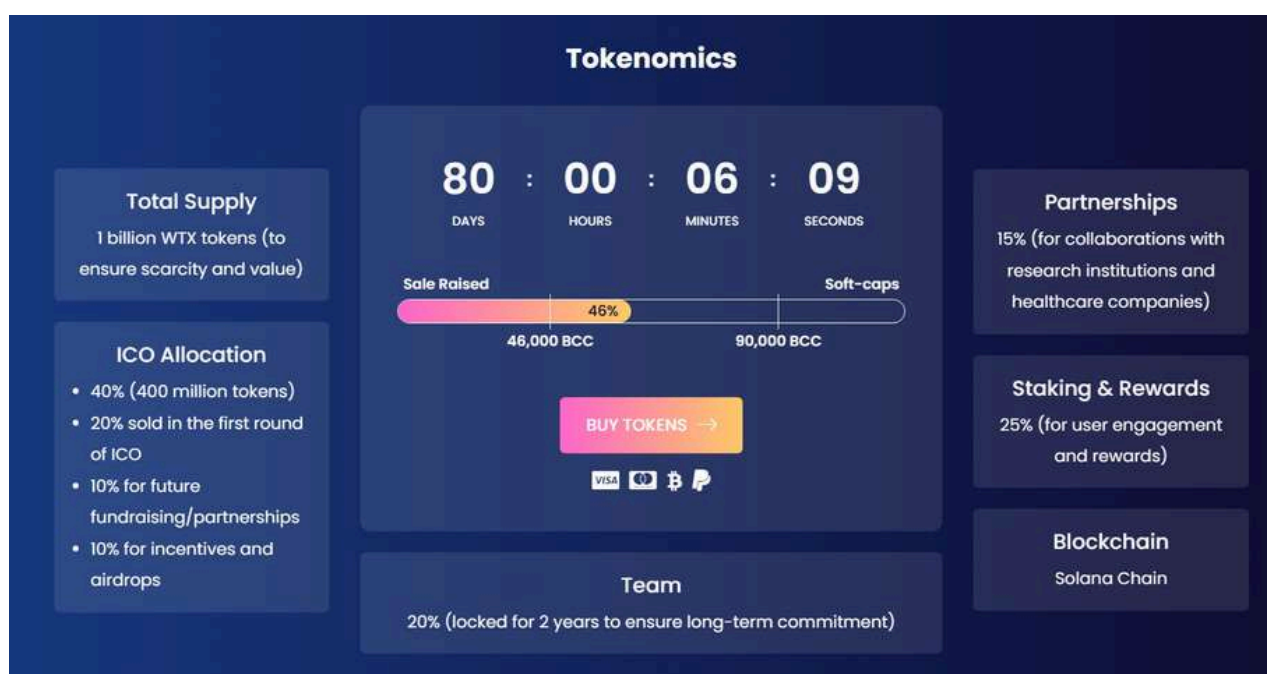 Tokenomics
Total Supply
1 billion WTX tokens (to
ensure scarcity and value)
ICO Allocation
• 40% (400 million tokens)
• 20% sold in the first round
of ICO
• 10% for future
fundraising/partnerships
• 10% for incentives and
airdrops
80 : 00 : 06 : 09
DAYS HOURS MINUTES SECONDS
Sale Raised Soft-caps
46%
46,000 BCC 90,000 BCC
BUY TOKENS →
VISA
Team
20% (locked for 2 years to ensure long-term commitment)
Partnerships
15% (for collaborations with
research institutions and
healthcare companies)
Staking & Rewards
25% (for user engagement
and rewards)
Blockchain
Solana Chain